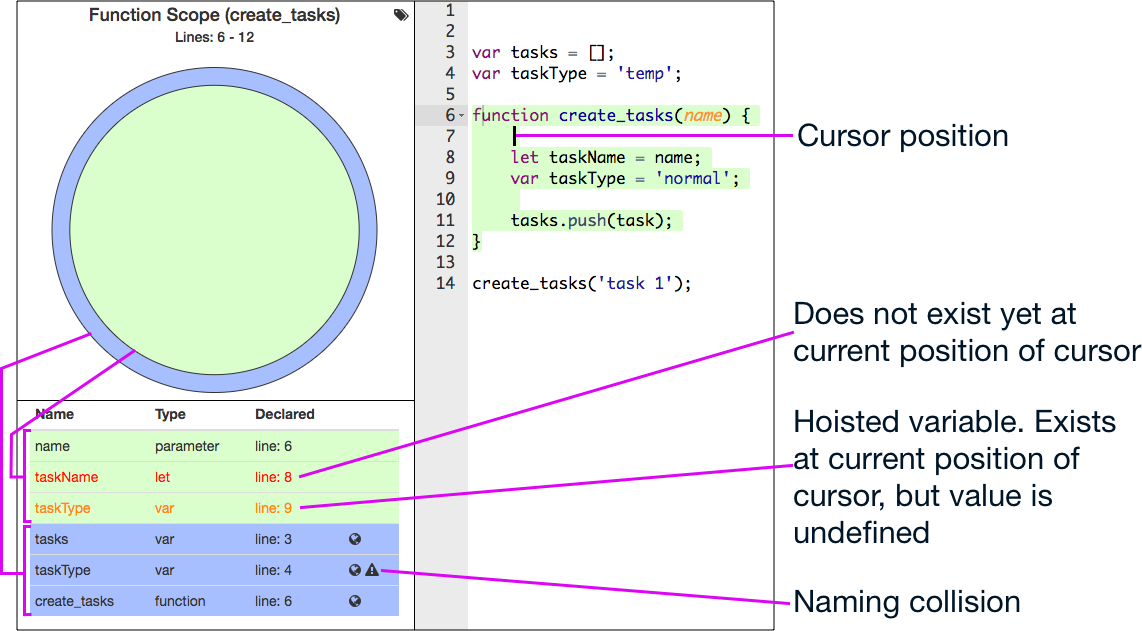 Function Scope (create_tasks)
Lines: 6 - 12
Name Type Declared
name parameter line: 6
taskName let line: 8
taskType var line: 9
tasks var line: 3
taskType var line: 4
create_tasks function line: 6
1
2
3 var tasks = [];
4 var taskType = 'temp';
5
6 function create_tasks(name) {
7
8 let taskName = name;
9 var taskType = 'normal';
10
11 tasks.push(task);
12 }
13
14 create_tasks('task 1');
Cursor position
Does not exist yet at
current position of cursor
Hoisted variable. Exists
at current position of
cursor, but value is
undefined
Naming collision